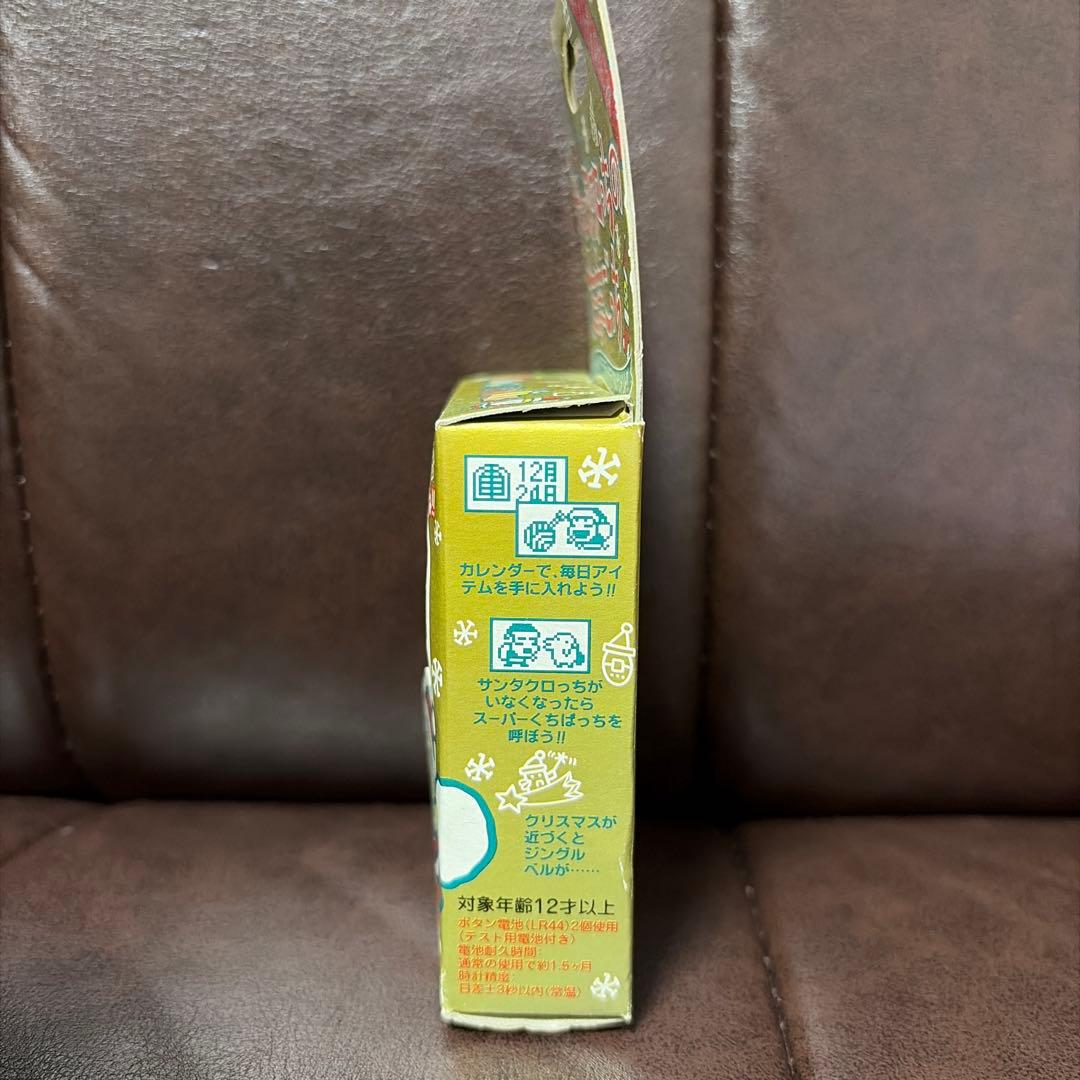 12月
24日
カレンダーで、毎日アイ
テムを手に入れよう!!
サンタクロっちが
いなくなったら
スーパーくちぱっちを
呼ぼう!!
クリスマスが
近づくと
ジングル
ベルが……
対象年齢12才以上
ボタン電池(LR44)2個使用
(テスト用電池付き)
電池耐久時間:
通常の使用で約1.5ヶ月
時計精度:
日差±3秒以内(常温)